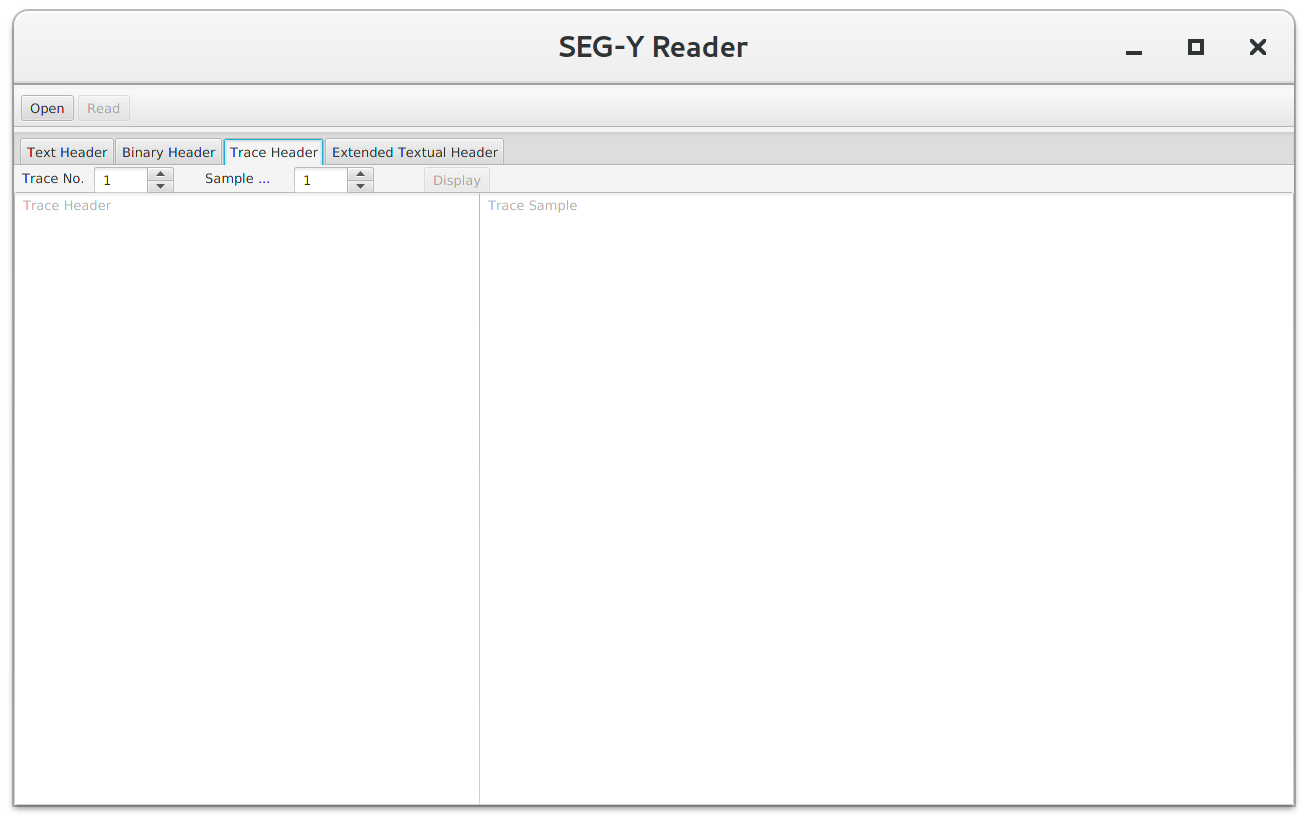 SEG-Y Reader
Open Read
Text Header Binary Header Trace Header Extended Textual Header
Trace No. 1 Sample ... 1 Display
Trace Header Trace Sample